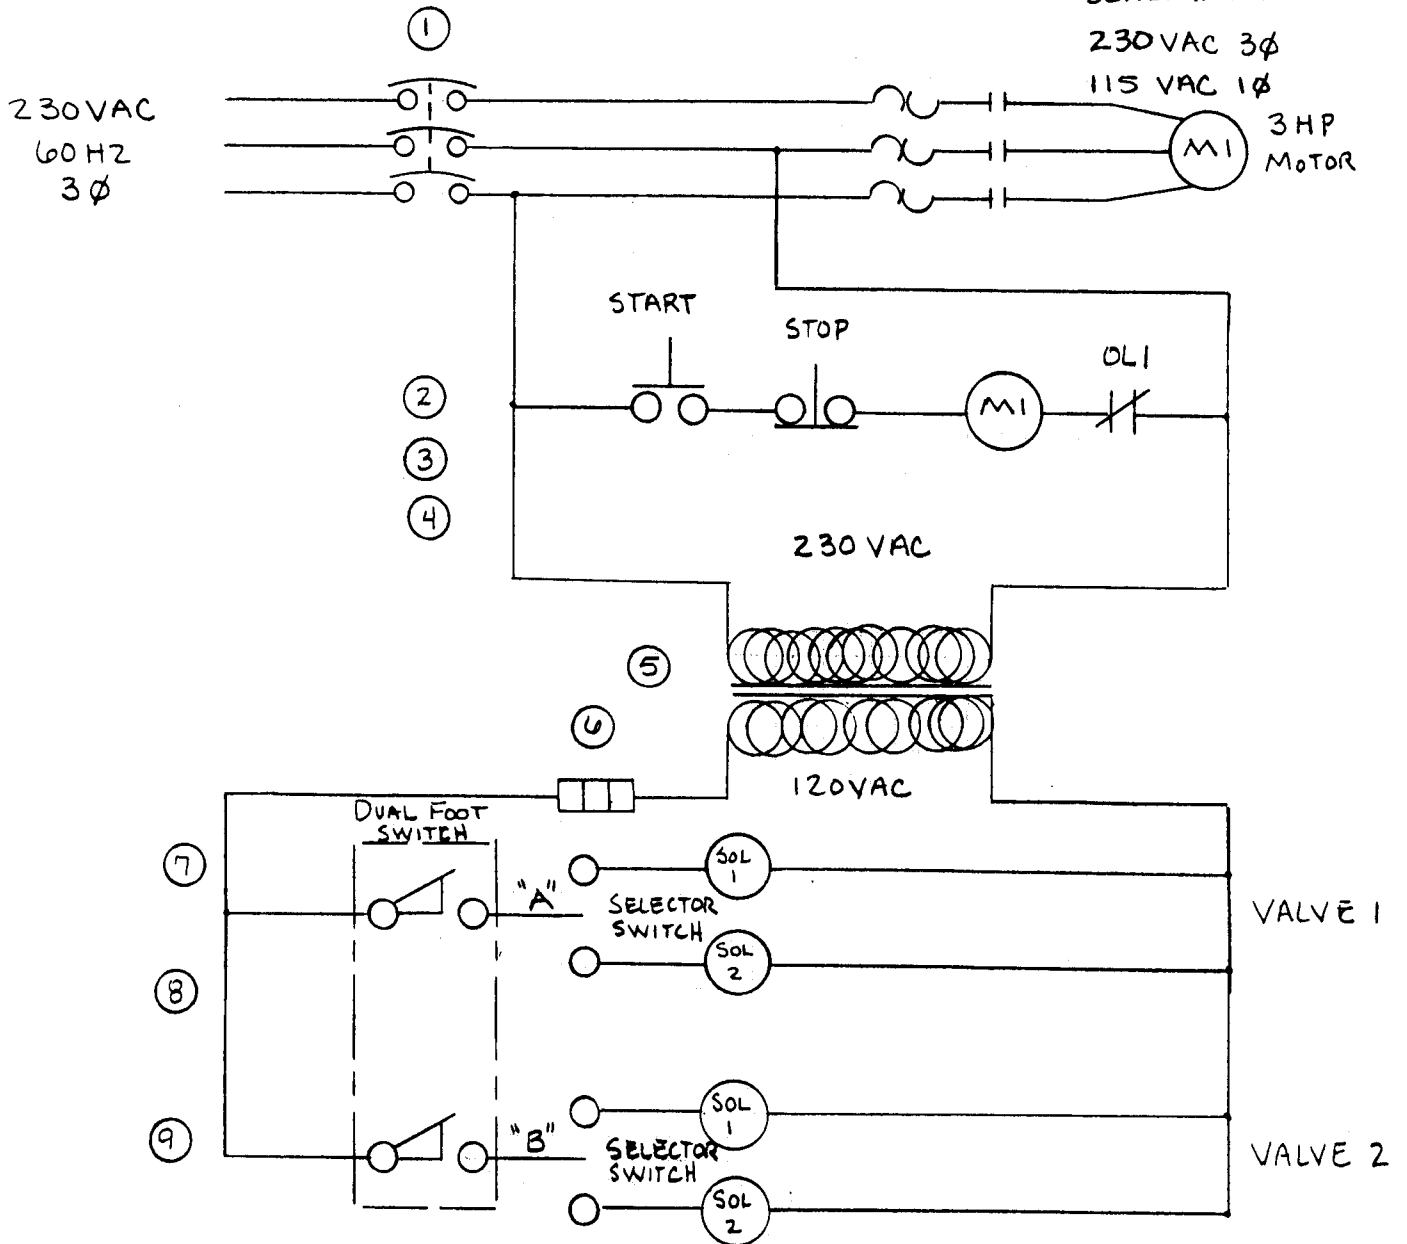 1
230 VAC 3Ø
115 VAC 1Ø
230VAC
60HZ
3Ø
M1
3HP
MOTOR
START
STOP
OL1
2
M1
3
4
230 VAC
5
6
120VAC
DUAL FOOT
SWITCH
7
SOL
1
"A"
SELECTOR
SWITCH
VALVE 1
SOL
2
8
SOL
1
9
"B"
SELECTOR
SWITCH
VALVE 2
SOL
2